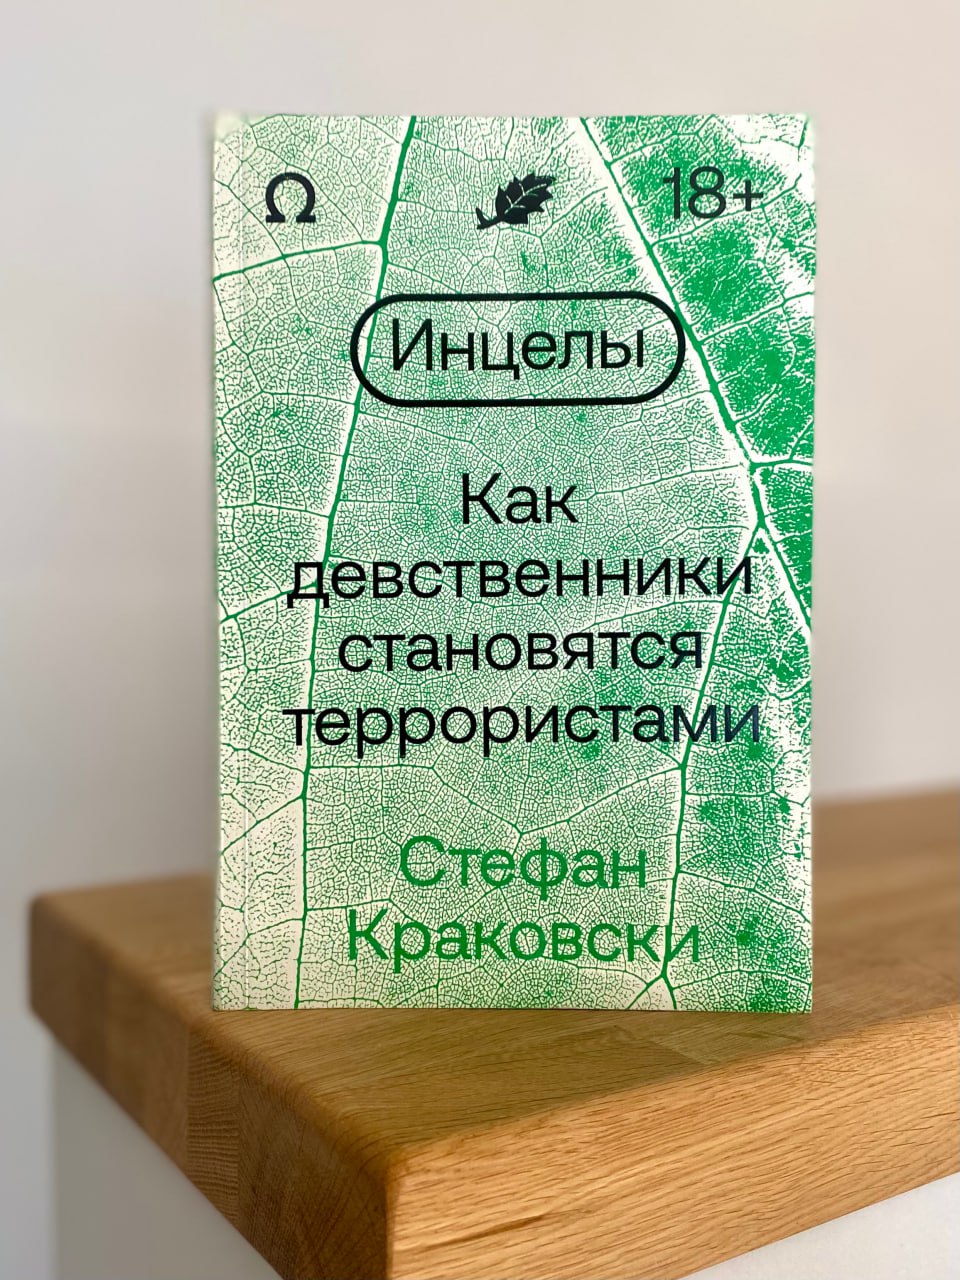 Ω
18+
Инцелы
Как
девственники
становятся
террористами
Стефан
Краковски